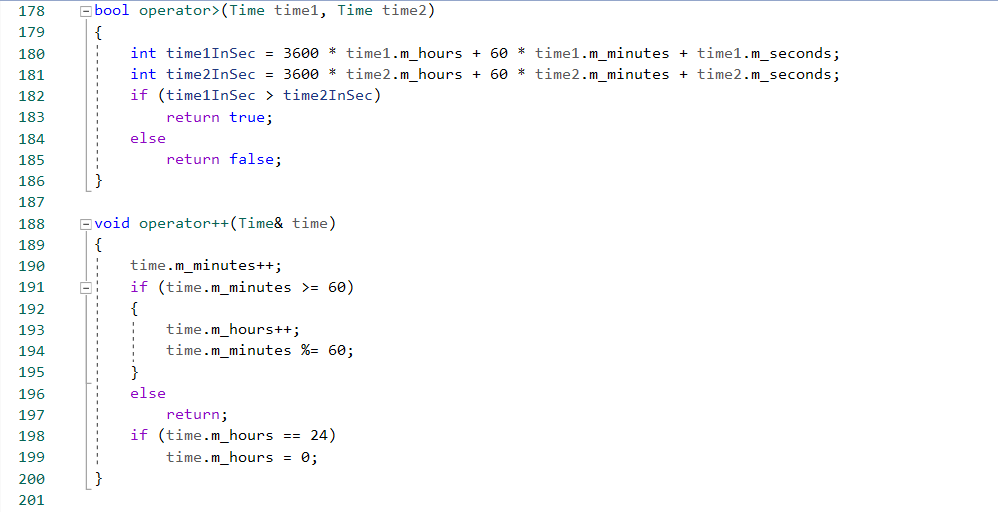 178 bool operator>(Time time1, Time time2)
179 {
180     int time1InSec = 3600 * time1.m_hours + 60 * time1.m_minutes + time1.m_seconds;
181     int time2InSec = 3600 * time2.m_hours + 60 * time2.m_minutes + time2.m_seconds;
182     if (time1InSec > time2InSec)
183         return true;
184     else
185         return false;
186 }
187
188 void operator++(Time& time)
189 {
190     time.m_minutes++;
191     if (time.m_minutes >= 60)
192     {
193         time.m_hours++;
194         time.m_minutes %= 60;
195     }
196     else
197         return;
198     if (time.m_hours == 24)
199         time.m_hours = 0;
200 }
201